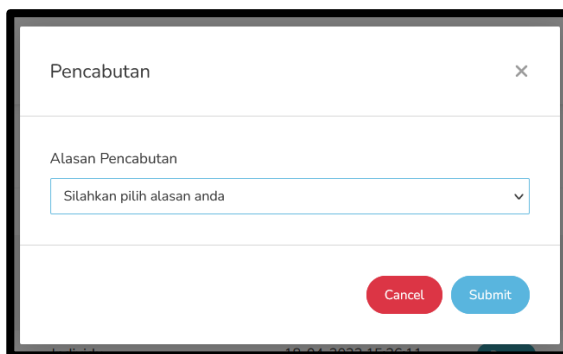 Pencabutan
Alasan Pencabutan
Silahkan pilih alasan anda
Cancel Submit